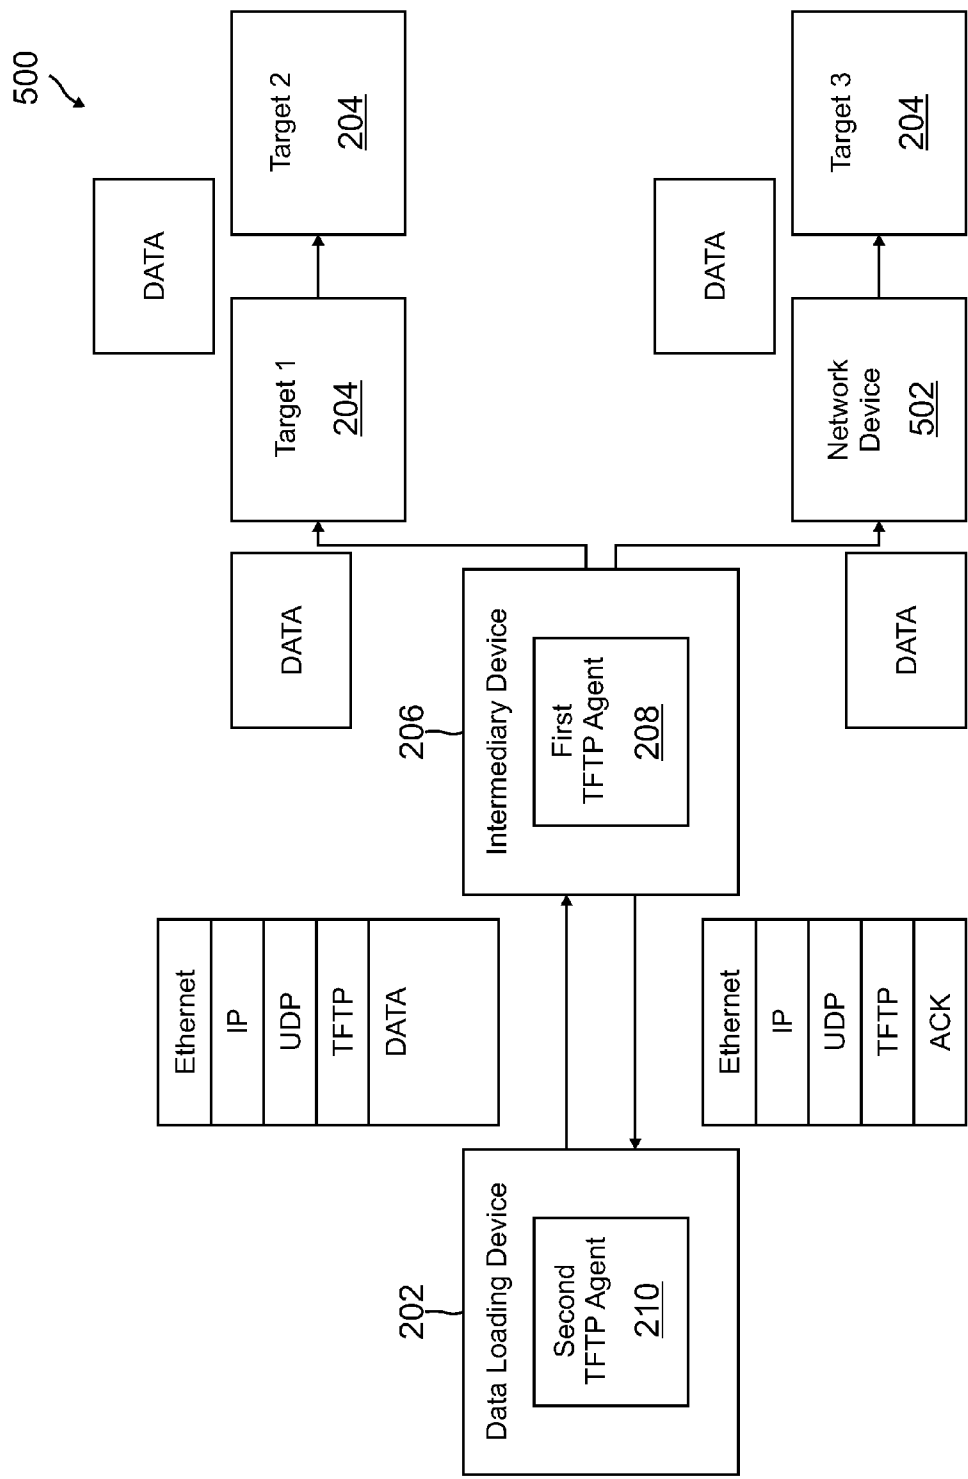 500
202
Data Loading Device
Second
TFTP Agent
210
Ethernet
IP
UDP
TFTP
DATA
Ethernet
IP
UDP
TFTP
ACK
206
Intermediary Device
First
TFTP Agent
208
DATA
Target 1
204
DATA
Target 2
204
DATA
Network
Device
502
DATA
Target 3
204